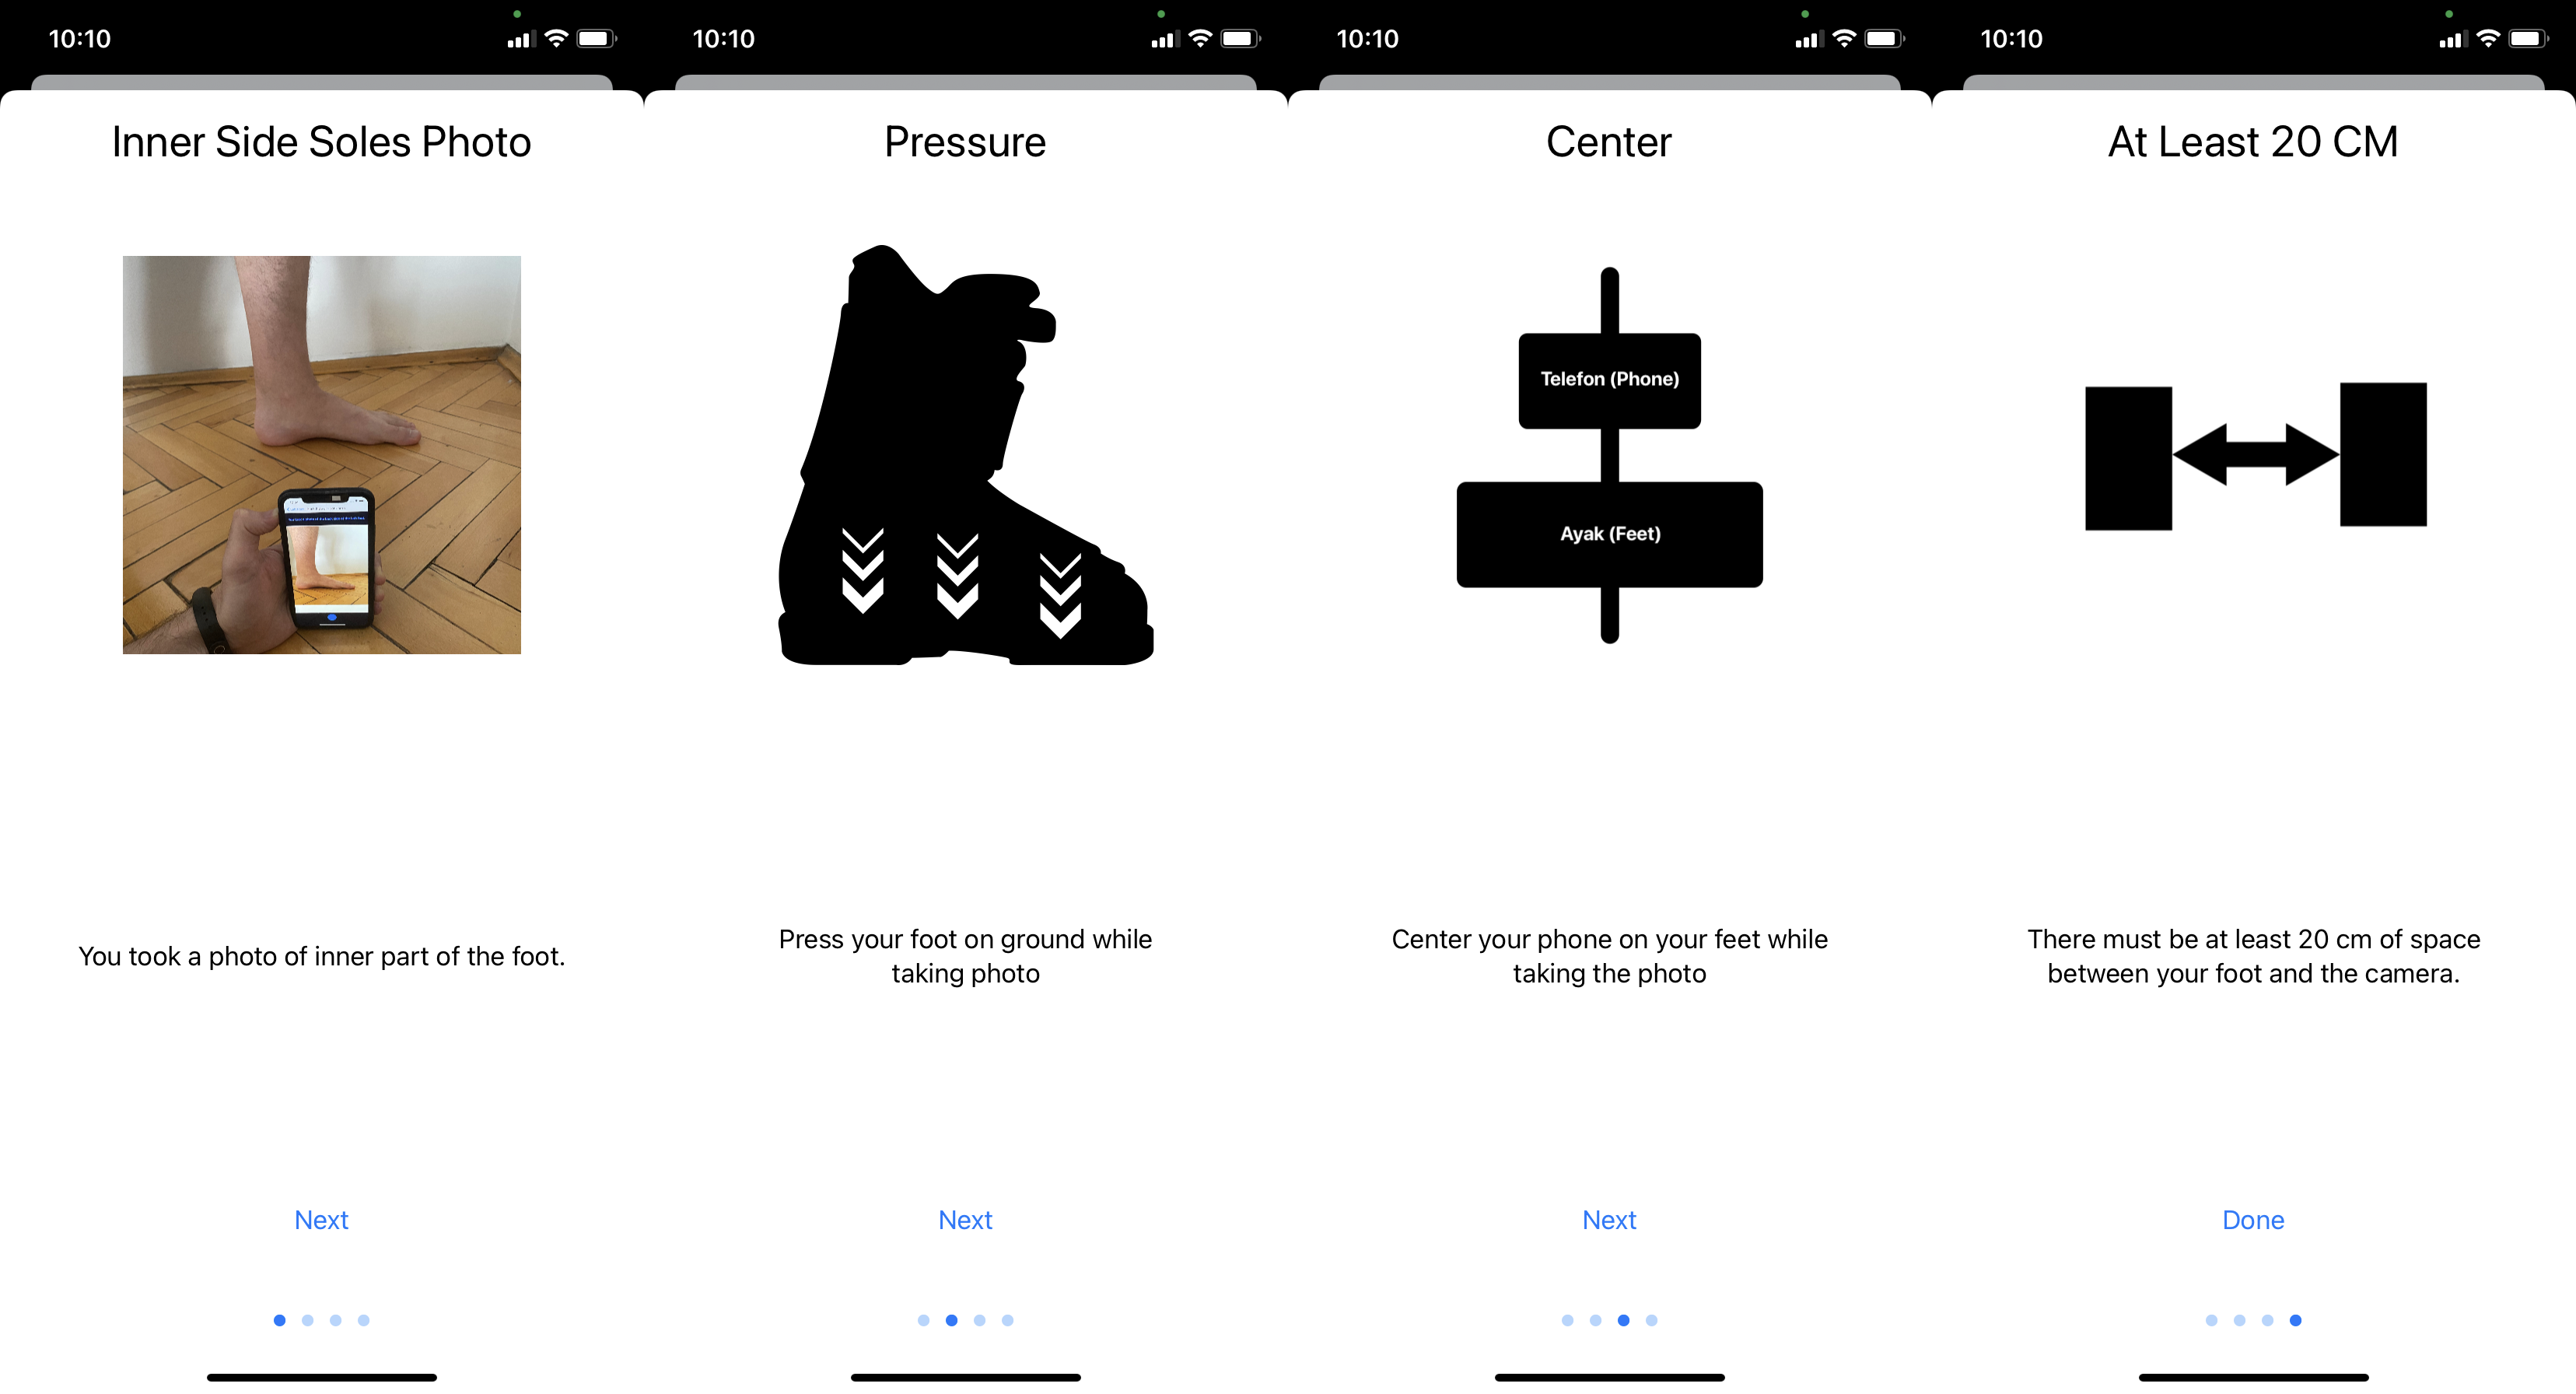 10:10
Inner Side Soles Photo
You took a photo of inner part of the foot.
Next
10:10
Pressure
Press your foot on ground while
taking photo
Next
10:10
Center
Telefon (Phone)
Ayak (Feet)
Center your phone on your feet while
taking the photo
Next
10:10
At Least 20 CM
There must be at least 20 cm of space
between your foot and the camera.
Done